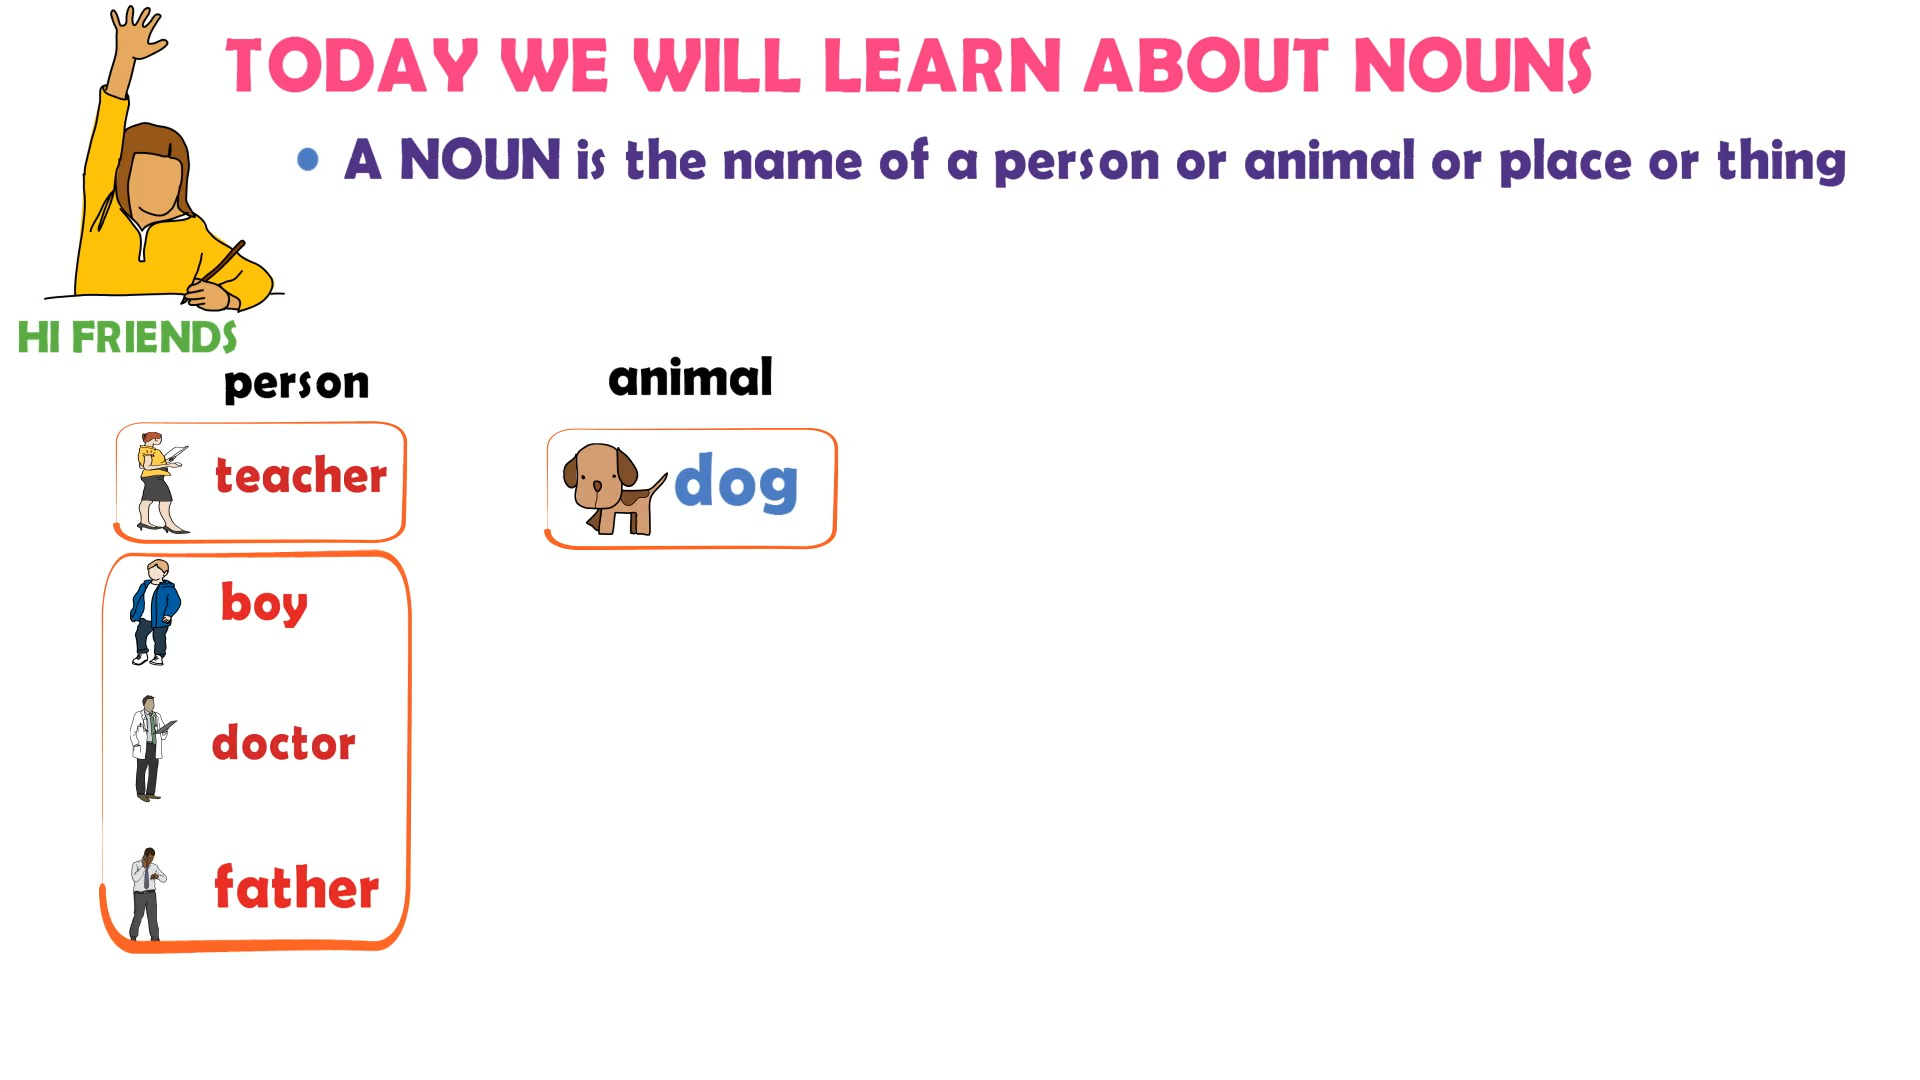 TODAY WE WILL LEARN ABOUT NOUNS
• A NOUN is the name of a person or animal or place or thing
HI FRIENDS
person
teacher
boy
doctor
father
animal
dog